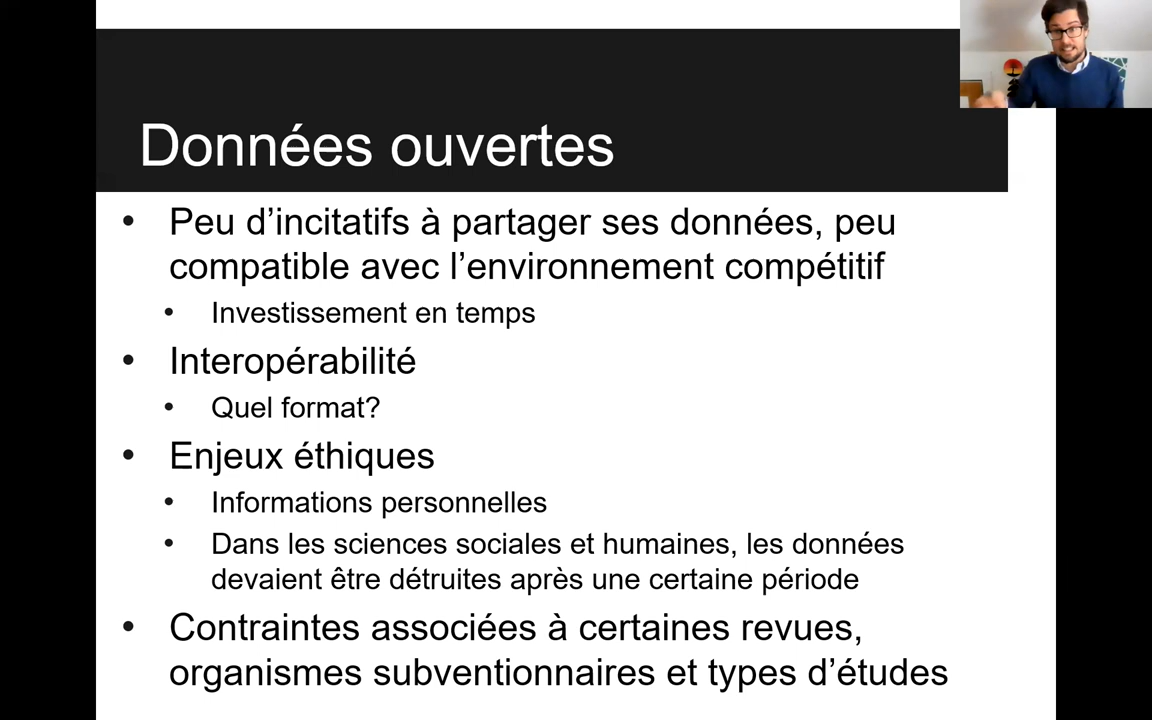 Données ouvertes
• Peu d’incitatifs à partager ses données, peu
compatible avec l’environnement compétitif
• Investissement en temps
• Interopérabilité
• Quel format?
• Enjeux éthiques
• Informations personnelles
• Dans les sciences sociales et humaines, les données
devaient être détruites après une certaine période
• Contraintes associées à certaines revues,
organismes subventionnaires et types d’études